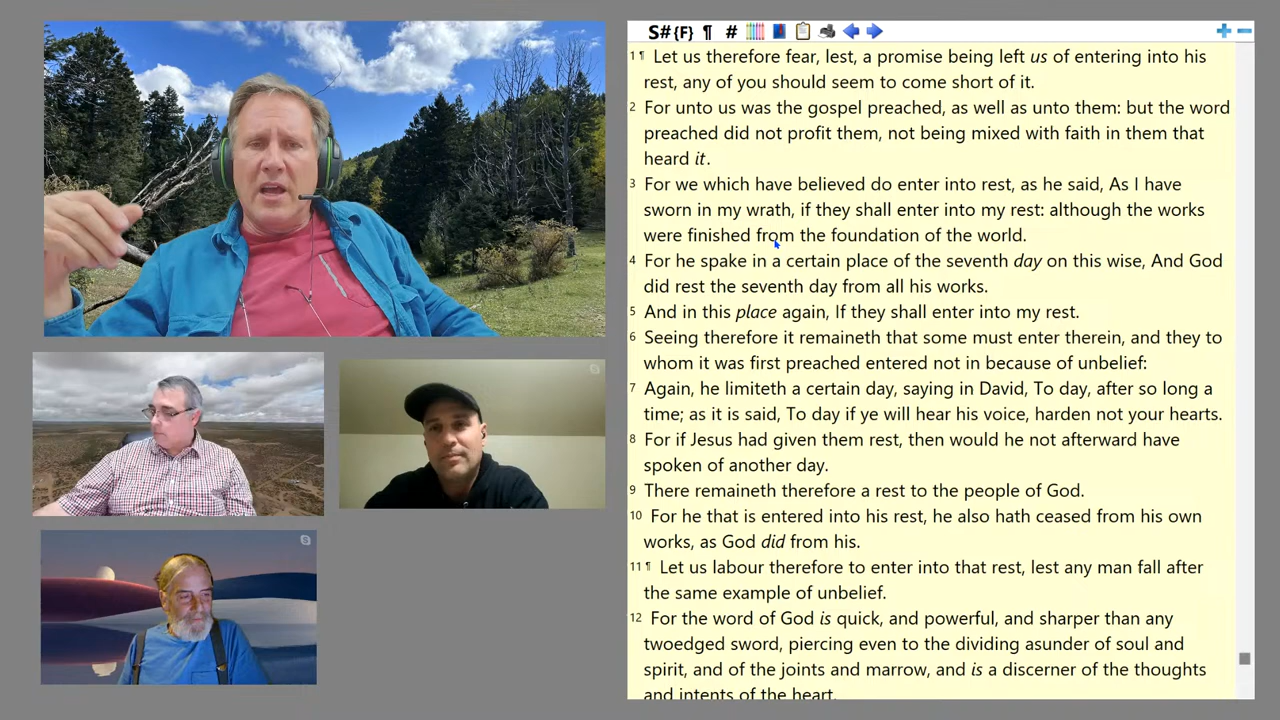 S# {F} ¶ #
1 ¶ Let us therefore fear, lest, a promise being left us of entering into his
rest, any of you should seem to come short of it.
2 For unto us was the gospel preached, as well as unto them: but the word
preached did not profit them, not being mixed with faith in them that
heard it.
3 For we which have believed do enter into rest, as he said, As I have
sworn in my wrath, if they shall enter into my rest: although the works
were finished from the foundation of the world.
4 For he spake in a certain place of the seventh day on this wise, And God
did rest the seventh day from all his works.
5 And in this place again, If they shall enter into my rest.
6 Seeing therefore it remaineth that some must enter therein, and they to
whom it was first preached entered not in because of unbelief:
7 Again, he limiteth a certain day, saying in David, To day, after so long a
time; as it is said, To day if ye will hear his voice, harden not your hearts.
8 For if Jesus had given them rest, then would he not afterward have
spoken of another day.
9 There remaineth therefore a rest to the people of God.
10 For he that is entered into his rest, he also hath ceased from his own
works, as God did from his.
11 ¶ Let us labour therefore to enter into that rest, lest any man fall after
the same example of unbelief.
12 For the word of God is quick, and powerful, and sharper than any
twoedged sword, piercing even to the dividing asunder of soul and
spirit, and of the joints and marrow, and is a discerner of the thoughts
and intents of the heart.